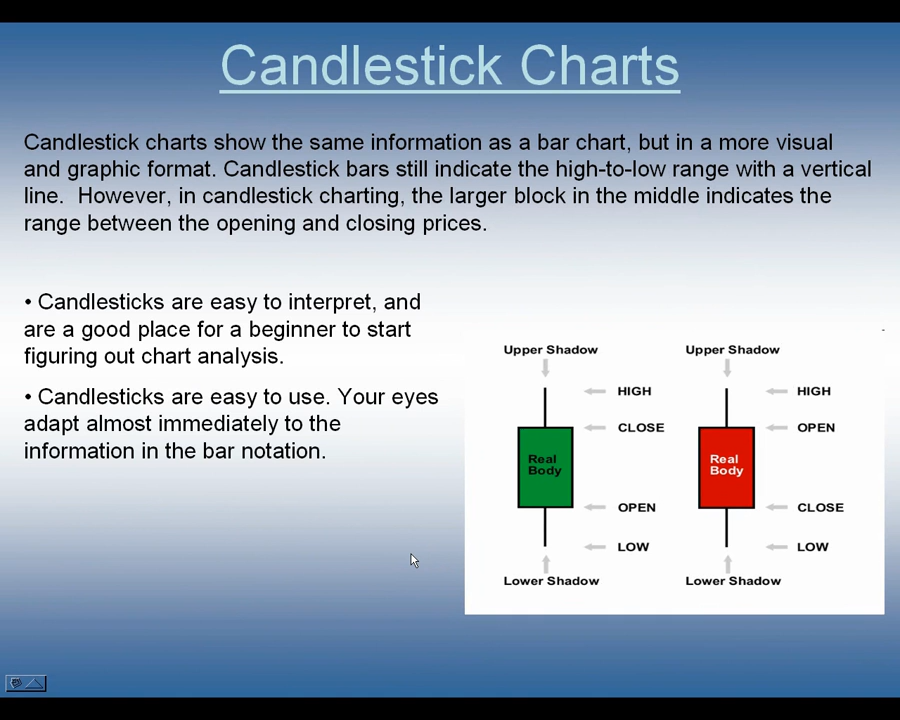 Candlestick Charts
Candlestick charts show the same information as a bar chart, but in a more visual
and graphic format. Candlestick bars still indicate the high-to-low range with a vertical
line.  However, in candlestick charting, the larger block in the middle indicates the
range between the opening and closing prices.
• Candlesticks are easy to interpret, and
are a good place for a beginner to start
figuring out chart analysis.
• Candlesticks are easy to use. Your eyes
adapt almost immediately to the
information in the bar notation.
Upper Shadow
HIGH
CLOSE
Real
Body
OPEN
LOW
Lower Shadow
Upper Shadow
HIGH
OPEN
Real
Body
CLOSE
LOW
Lower Shadow